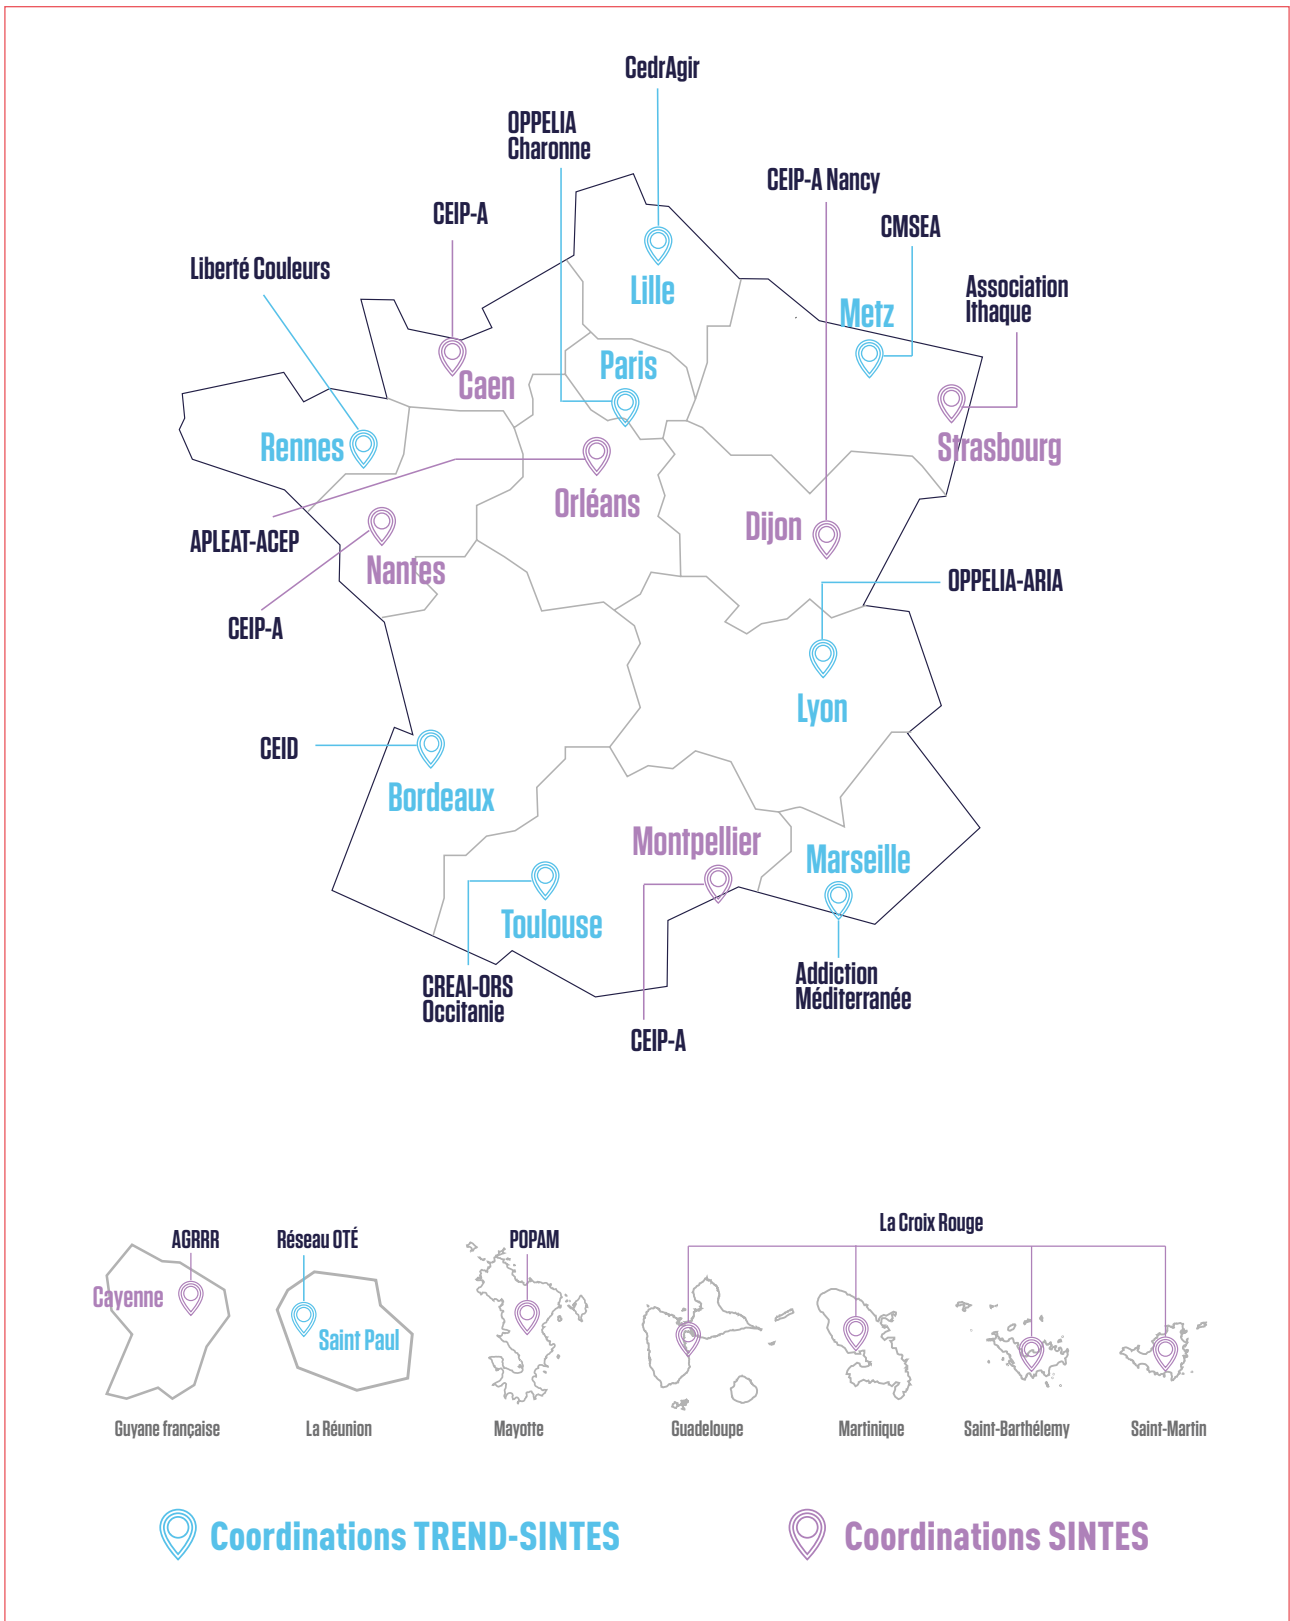 CedrAgir
OPPELIA
Charonne
CEIP-A Nancy
CEIP-A
CMSEA
Liberté Couleurs
Association
Ithaque
Lille
Metz
Paris
Caen
Rennes
Strasbourg
Orléans
Dijon
APLEAT-ACEP
Nantes
OPPELIA-ARIA
CEIP-A
Lyon
CEID
Bordeaux
Montpellier
Marseille
Toulouse
Addiction
Méditerranée
CREAI-ORS
Occitanie
CEIP-A
La Croix Rouge
AGRRR
Réseau OTÉ
POPAM
Cayenne
Saint Paul
Guyane française
La Réunion
Mayotte
Guadeloupe
Martinique
Saint-Barthélemy
Saint-Martin
Coordinations TREND-SINTES
Coordinations SINTES